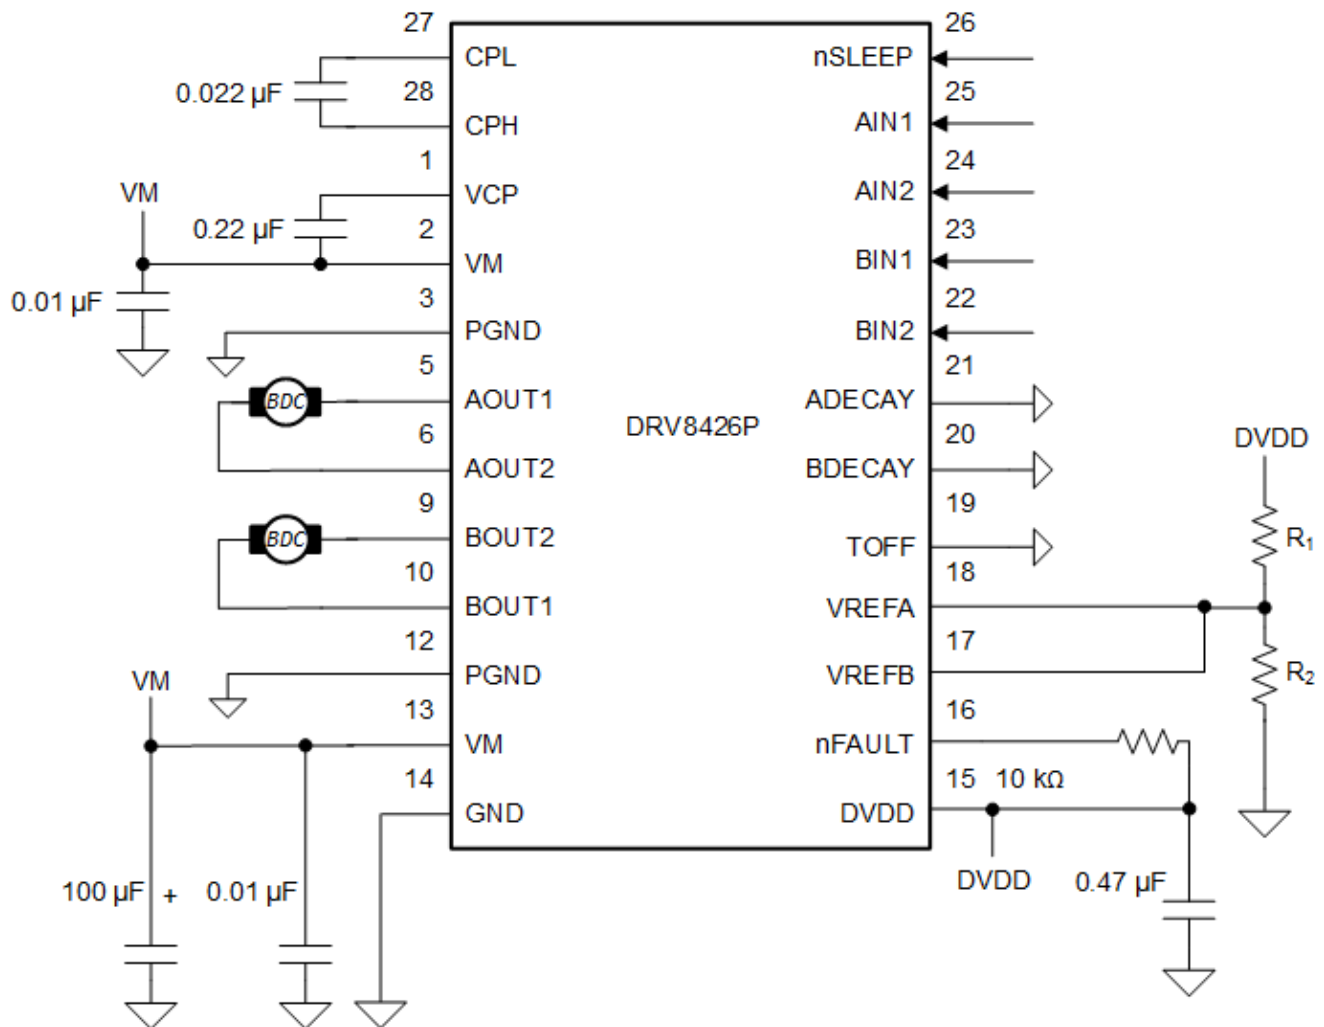 27
CPL
0.022 µF
28
CPH
1
VM
VCP
0.22 µF
2
VM
0.01 µF
3
PGND
5
BDC
AOUT1
6
AOUT2
9
BDC
BOUT2
10
BOUT1
12
PGND
VM
13
VM
14
GND
100 µF +
0.01 µF
DRV8426P
26
nSLEEP
25
AIN1
24
AIN2
23
BIN1
22
BIN2
21
ADECAY
20
BDECAY
19
TOFF
18
VREFA
17
VREFB
16
nFAULT
15
10 kΩ
DVDD
DVDD
0.47 µF
DVDD
R1
R2